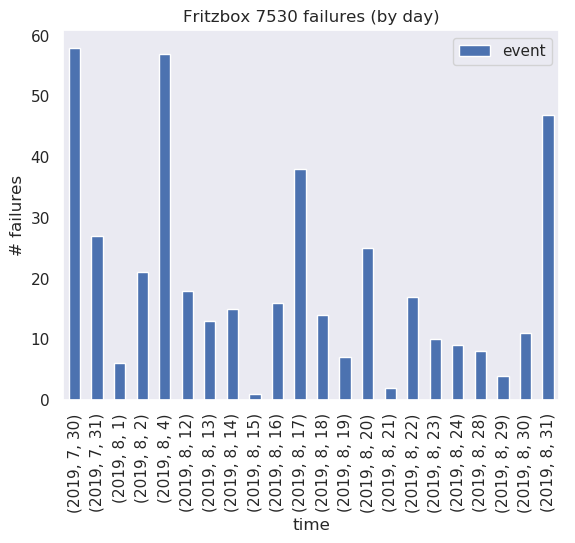 Fritzbox 7530 failures (by day)
event
# failures
60
50
40
30
20
10
0
(2019, 7, 30)
(2019, 7, 31)
(2019, 8, 1)
(2019, 8, 2)
(2019, 8, 4)
(2019, 8, 12)
(2019, 8, 13)
(2019, 8, 14)
(2019, 8, 15)
(2019, 8, 16)
(2019, 8, 17)
(2019, 8, 18)
(2019, 8, 19)
(2019, 8, 20)
(2019, 8, 21)
(2019, 8, 22)
(2019, 8, 23)
(2019, 8, 24)
(2019, 8, 28)
(2019, 8, 29)
(2019, 8, 30)
(2019, 8, 31)
time